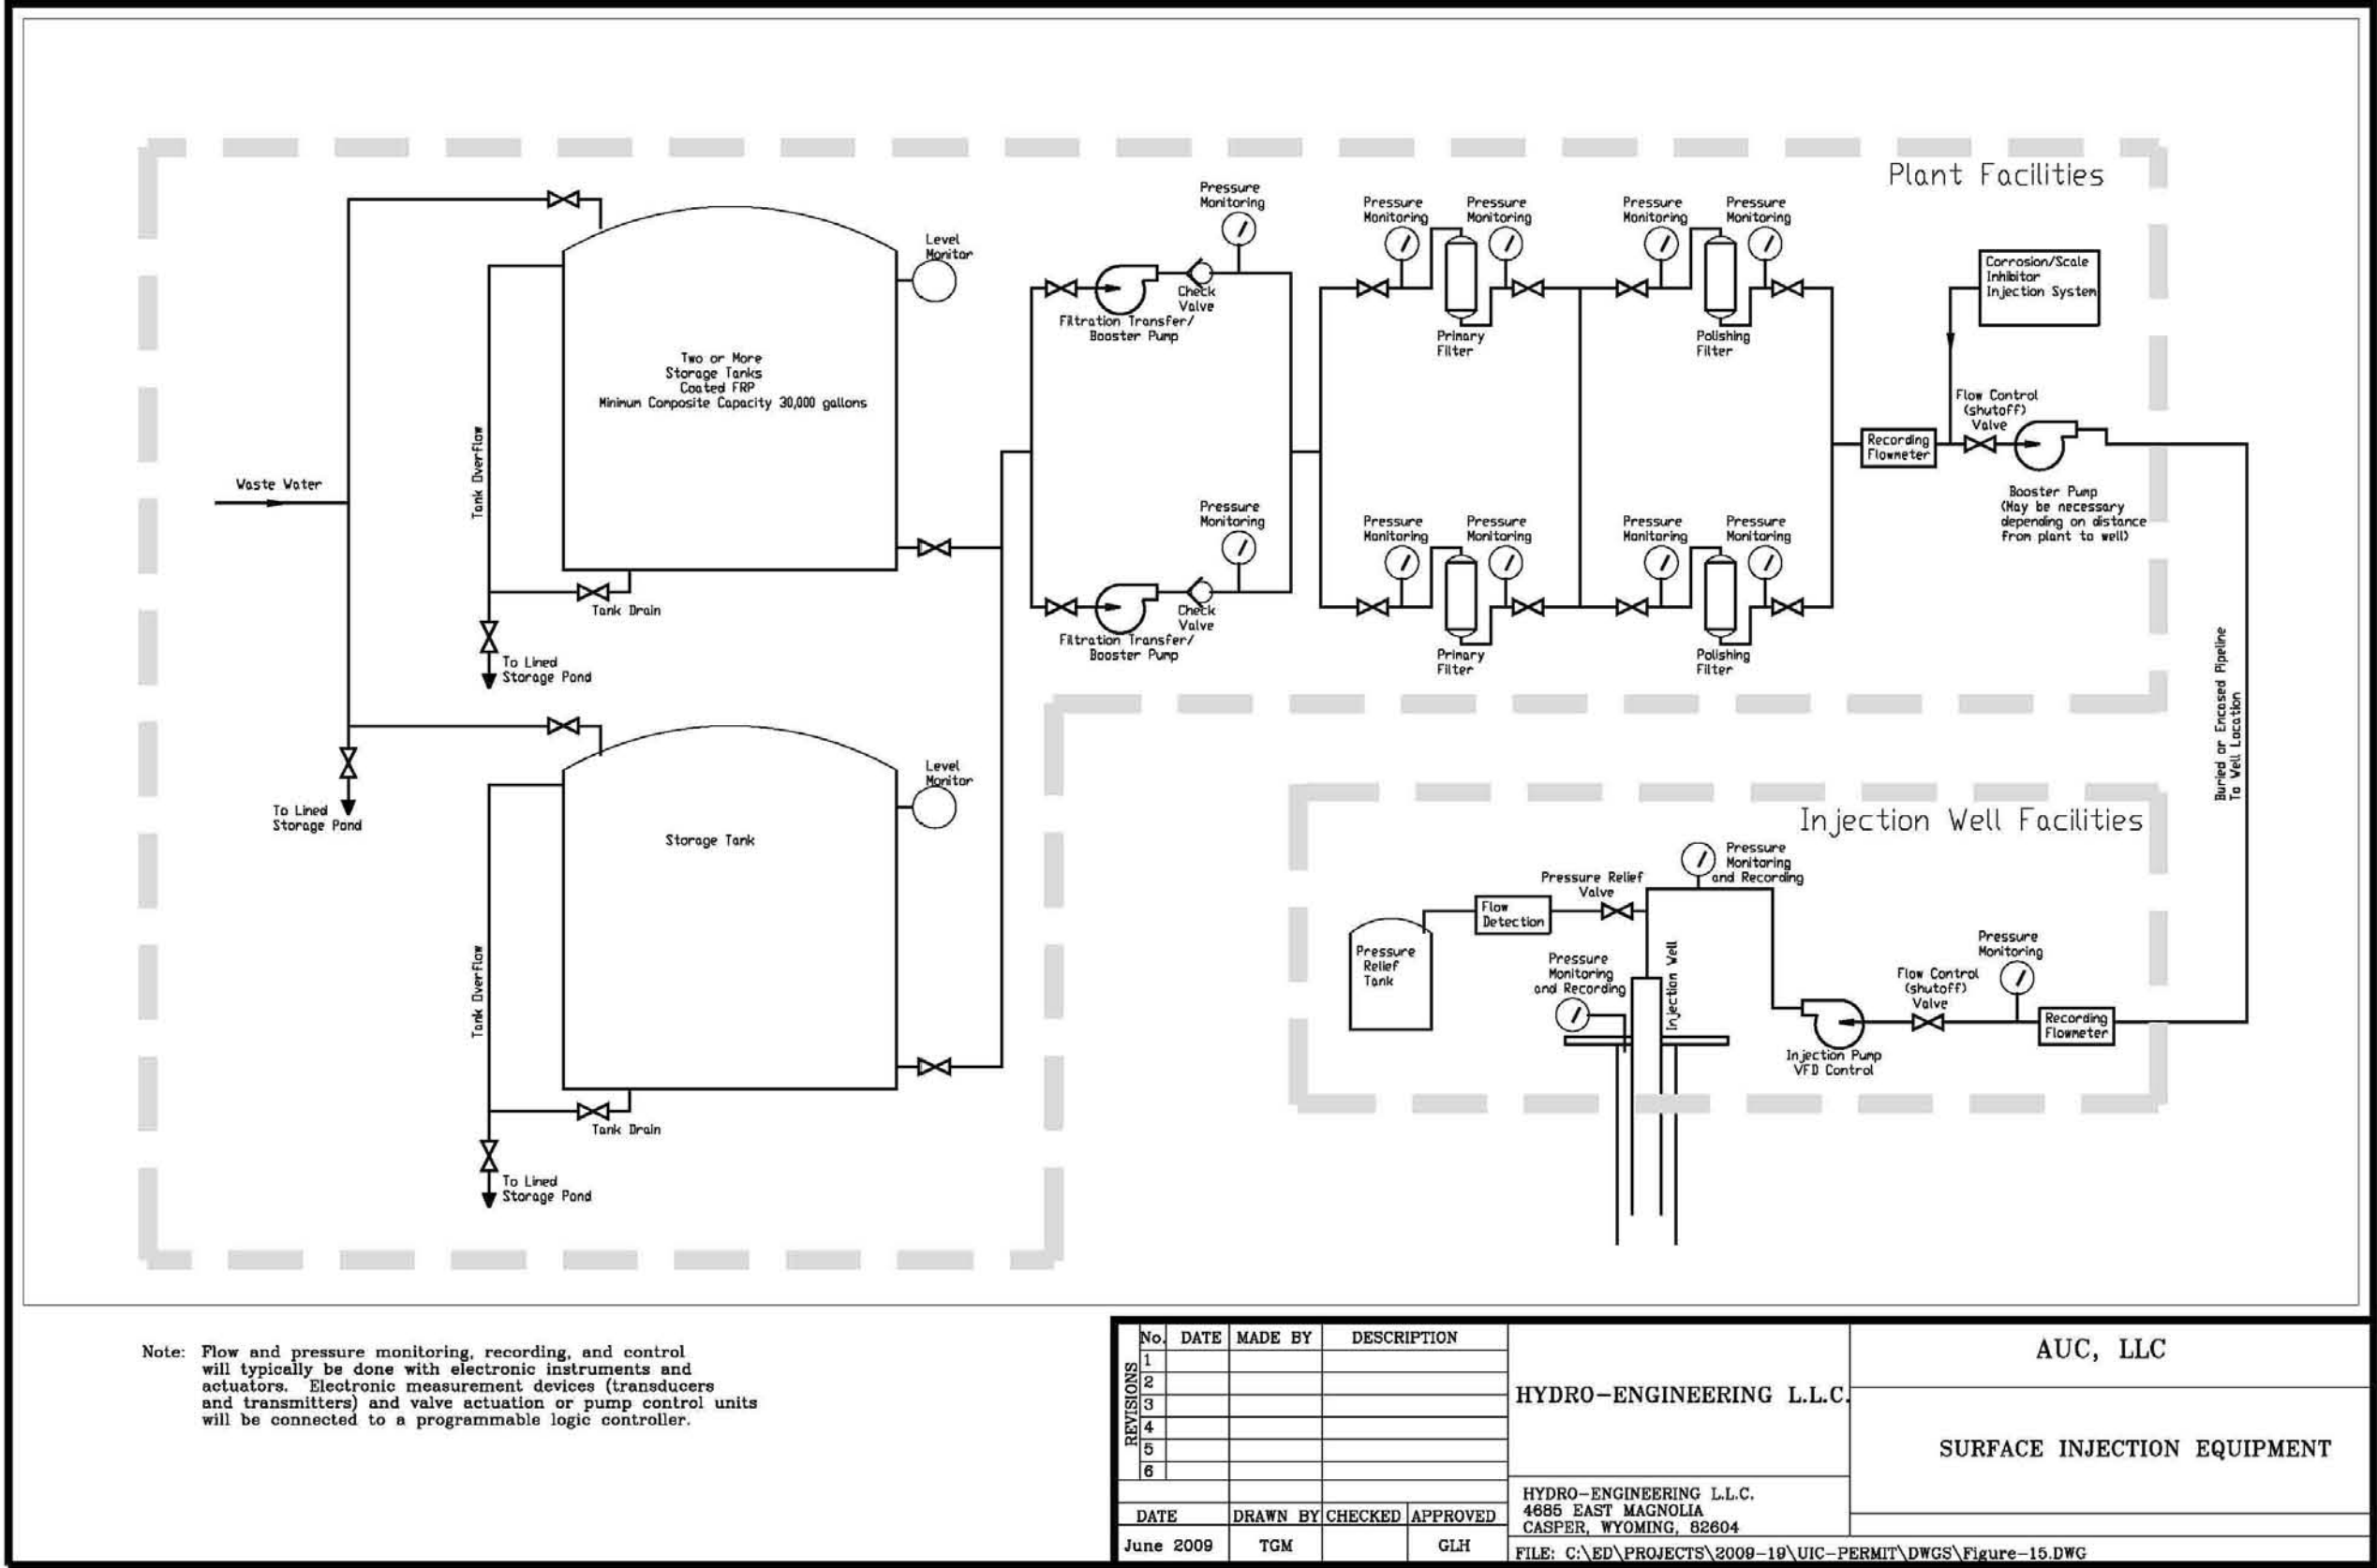 Plant Facilities
Pressure
Monitoring
Pressure
Monitoring
Pressure
Monitoring
Pressure
Monitoring
Pressure
Monitoring
Level
Monitor
Check
Valve
Filtration Transfer/
Booster Pump
Primary
Filter
Polishing
Filter
Corrosion/Scale
Inhibitor
Injection System
Two or More
Storage Tanks
Coated FRP
Minimum Composite Capacity 30,000 gallons
Tank Overflow
Waste Water
Flow Control
(shutoff)
Valve
Recording
Flowmeter
Booster Pump
(May be necessary
depending on distance
from plant to well)
Pressure
Monitoring
Pressure
Monitoring
Pressure
Monitoring
Pressure
Monitoring
Pressure
Monitoring
Tank Drain
Check
Valve
Filtration Transfer/
Booster Pump
Primary
Filter
Polishing
Filter
To Lined
Storage Pond
Buried or Encased Pipeline
To Well Location
To Lined
Storage Pond
Level
Monitor
Storage Tank
Tank Overflow
Tank Drain
To Lined
Storage Pond
Injection Well Facilities
Pressure
Monitoring
and Recording
Pressure Relief
Valve
Flow
Detection
Pressure
Relief
Tank
Pressure
Monitoring
and Recording
Injection Well
Pressure
Monitoring
Flow Control
(shutoff)
Valve
Recording
Flowmeter
Injection Pump
VFD Control
Note: Flow and pressure monitoring, recording, and control
will typically be done with electronic instruments and
actuators. Electronic measurement devices (transducers
and transmitters) and valve actuation or pump control units
will be connected to a programmable logic controller.
REVISIONS
No. DATE MADE BY DESCRIPTION
1
2
3
4
5
6
DATE DRAWN BY CHECKED APPROVED
June 2009 TGM GLH
HYDRO-ENGINEERING L.L.C.
HYDRO-ENGINEERING L.L.C.
4685 EAST MAGNOLIA
CASPER, WYOMING, 82604
AUC, LLC
SURFACE INJECTION EQUIPMENT
FILE: C:\ED\PROJECTS\2009-19\UIC-PERMIT\DWGS\Figure-15.DWG